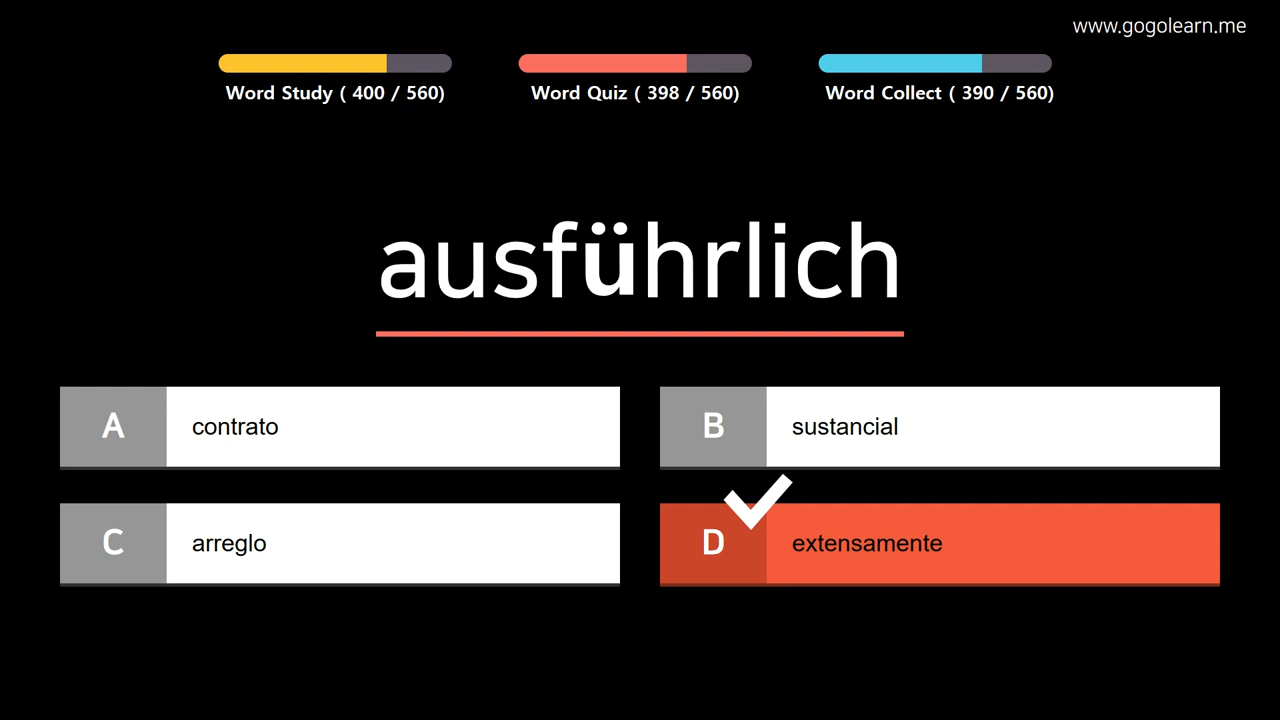 www.gogolearn.me
Word Study ( 400 / 560)
Word Quiz ( 398 / 560)
Word Collect ( 390 / 560)
ausführlich
A contrato
B sustancial
C arreglo
D extensamente